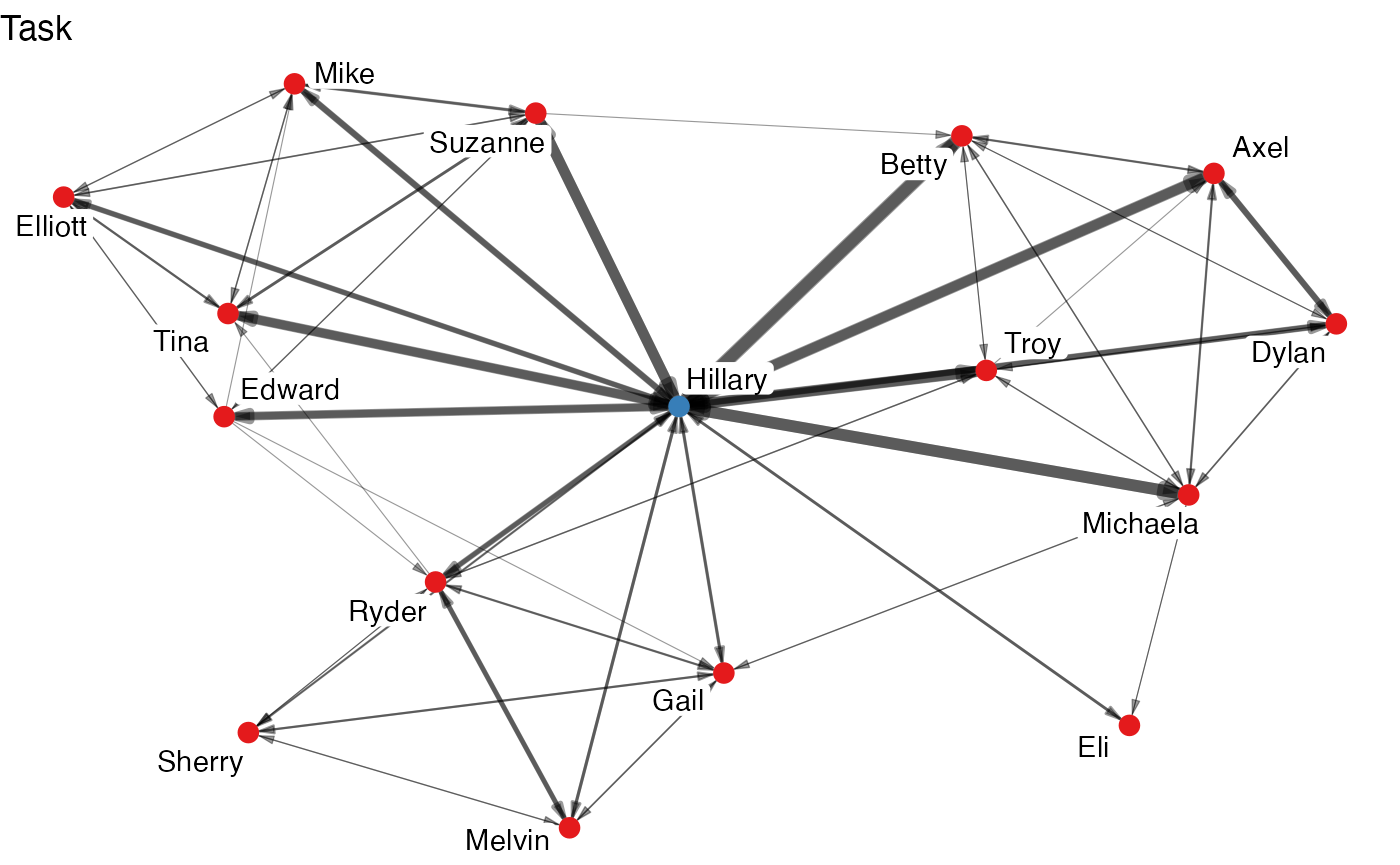 Task
Mike
Suzanne
Axel
Betty
Elliott
Tina
Troy
Dylan
Hillary
Edward
Michaela
Ryder
Gail
Eli
Sherry
Melvin